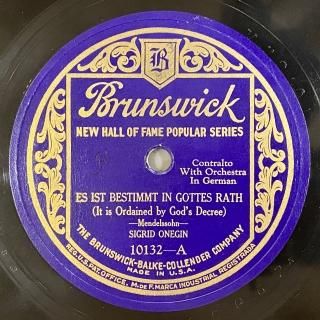 B
Brunswick
NEW HALL OF FAME POPULAR SERIES
Contralto
With Orchestra
In German
ES IST BESTIMMT IN GOTTES RATH
(It is Ordained by God's Decree)
—Mendelssohn—
SIGRID ONEGIN
10132—A
THE BRUNSWICK-BALKE-COLLENDER COMPANY
MADE IN U.S.A.
REG. U.S. PAT. OFFICE. M. DE F. MARCA INDUSTRIAL REGISTRADA